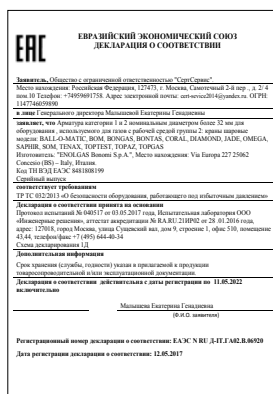 EAC
ЕВРАЗИЙСКИЙ ЭКОНОМИЧЕСКИЙ СОЮЗ
ДЕКЛАРАЦИЯ О СООТВЕТСТВИИ
Заявитель, Общество с ограниченной ответственностью "СертСервис".
Место нахождения: Российская Федерация, 127473, г. Москва, Самотечный 2-й пер., д. 2/ 4
пом.10 Телефон: +74959691758. Адрес электронной почты: cert-service2014@yandex.ru. ОГРН:
1147746059890
в лице Генерального директора Малышевой Екатерины Генадиевны
заявляет, что Арматура категории 1 и 2 номинальным диаметром более 32 мм для
оборудования , используемого для газов с рабочей средой группы 2: краны шаровые
модели: BALL-O-MATIC, BOM, BONGAS, BONTAS, CORAL, DIAMOND, JADE, OMEGA,
SAPHIR, SOM, TENAX, TOPTEST, TOPAZ, TOPGAS
Изготовитель: "ENOLGAS Bonomi S.p.A.", Место нахождения: Via Europa 227 25062
Concesio (BS) – Italy, Италия
Код ТН ВЭД ЕАЭС 8481808199
Серийный выпуск
соответствует требованиям
ТР ТС 032/2013 «О безопасности оборудования, работающего под избыточным давлением»
Декларация о соответствии принята на основании
Протокол испытаний № 040517 от 03.05.2017 года, Испытательная лаборатория ООО
«Инженерные решения», аттестат аккредитации № RA.RU.21НР02 от 28 .01.2016 года,
адрес: 127018, город Москва, улица Сущевский вал, дом 9, строение 1, офис 510, помещение
43,44, телефон/факс +7 (495) 644-40-34
Схема декларирования 1Д
Дополнительная информация
Срок хранения (службы, годности) указан в прилагаемой к продукции
товаросопроводительной и/или эксплуатационной документации.
Декларация о соответствии действительна с даты регистрации по 11.05.2022
включительно
Малышева Екатерина Генадиевна
(Ф.И.О. заявителя)
Регистрационный номер декларации о соответствии: ЕАЭС N RU Д-IT.ГА02.В.06920
Дата регистрации декларации о соответствии: 12.05.2017